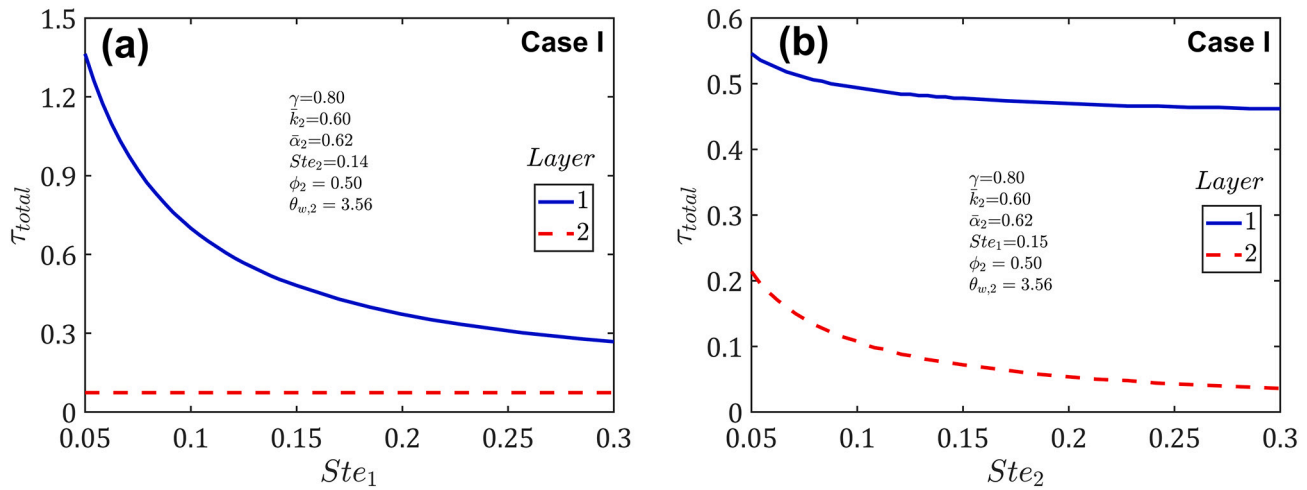 (a)
Case I
1.5
1.2
0.9
0.6
0.3
0
τ_total
γ=0.80
k̄₂=0.60
ᾱ₂=0.62
Ste₂=0.14
ϕ₂ = 0.50
θ_w,2 = 3.56
Layer
1
2
0.05 0.1 0.15 0.2 0.25 0.3
Ste₁
(b)
Case I
0.6
0.5
0.4
0.3
0.2
0.1
0
τ_total
γ=0.80
k̄₂=0.60
ᾱ₂=0.62
Ste₁=0.15
ϕ₂ = 0.50
θ_w,2 = 3.56
Layer
1
2
0.05 0.1 0.15 0.2 0.25 0.3
Ste₂